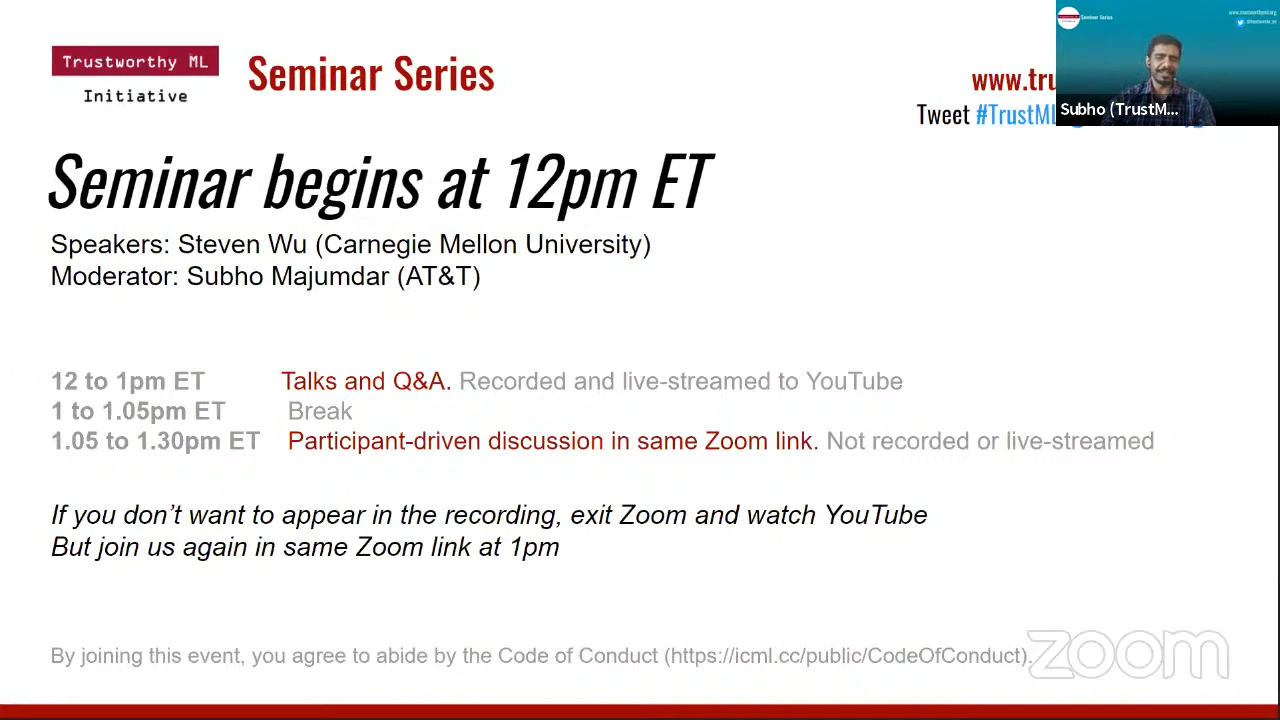 Trustworthy ML
Initiative
Seminar Series
www.tru
Tweet #TrustML
Seminar Series
Subho (TrustM...
Seminar begins at 12pm ET
Speakers: Steven Wu (Carnegie Mellon University)
Moderator: Subho Majumdar (AT&T)
12 to 1pm ET Talks and Q&A. Recorded and live-streamed to YouTube
1 to 1.05pm ET Break
1.05 to 1.30pm ET Participant-driven discussion in same Zoom link. Not recorded or live-streamed
If you don’t want to appear in the recording, exit Zoom and watch YouTube
But join us again in same Zoom link at 1pm
By joining this event, you agree to abide by the Code of Conduct (https://icml.cc/public/CodeOfConduct).
zoom